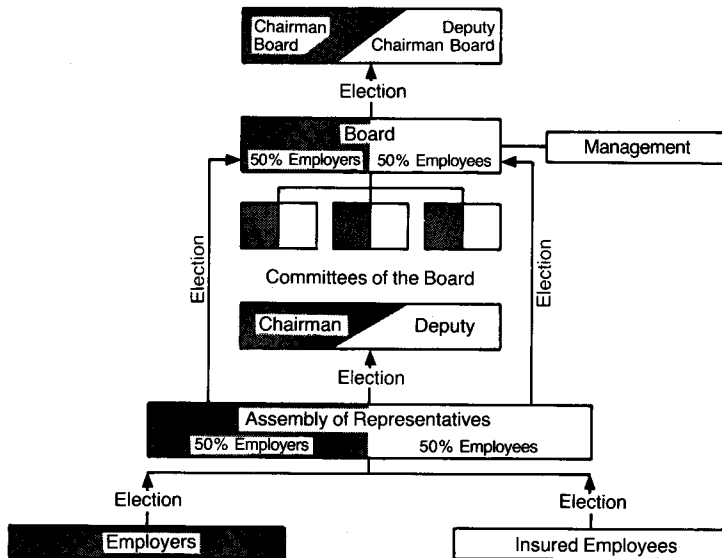 Chairman Board
Deputy Chairman Board
Election
Board
50% Employers
50% Employees
Management
Election
Election
Committees of the Board
Chairman
Deputy
Election
Assembly of Representatives
50% Employers
50% Employees
Election
Election
Employers
Insured Employees